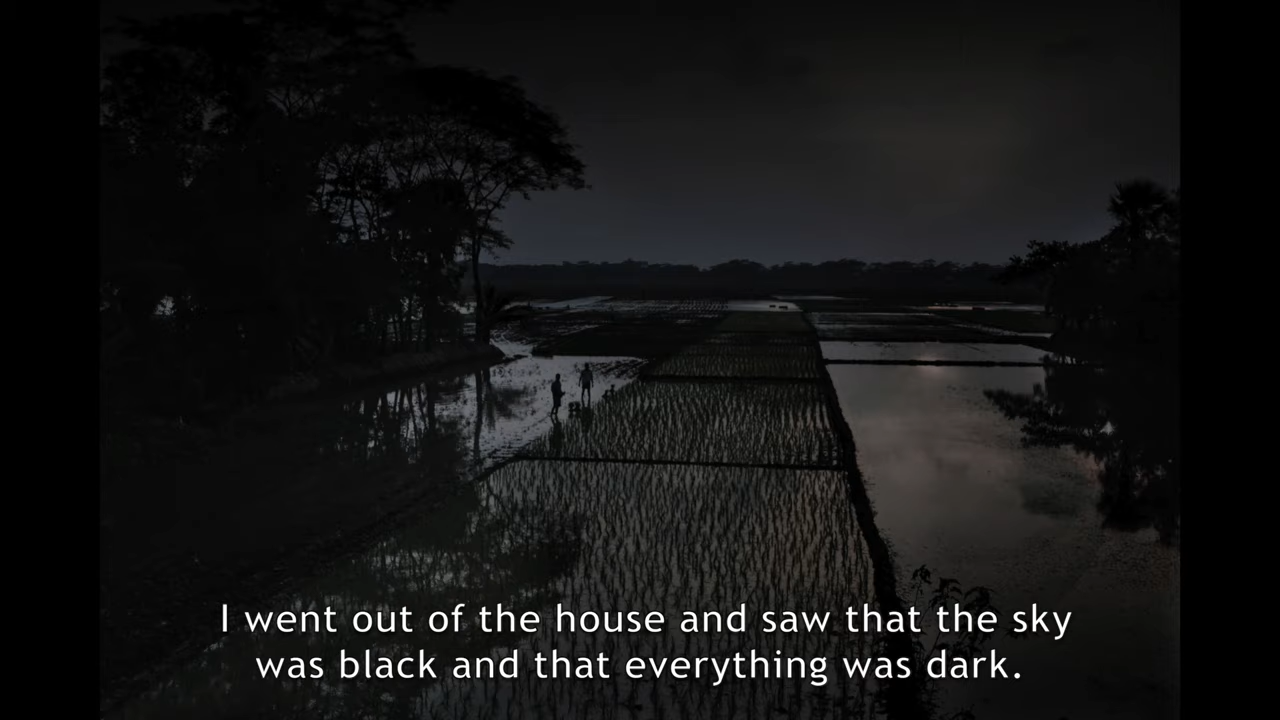 I went out of the house and saw that the sky
was black and that everything was dark.